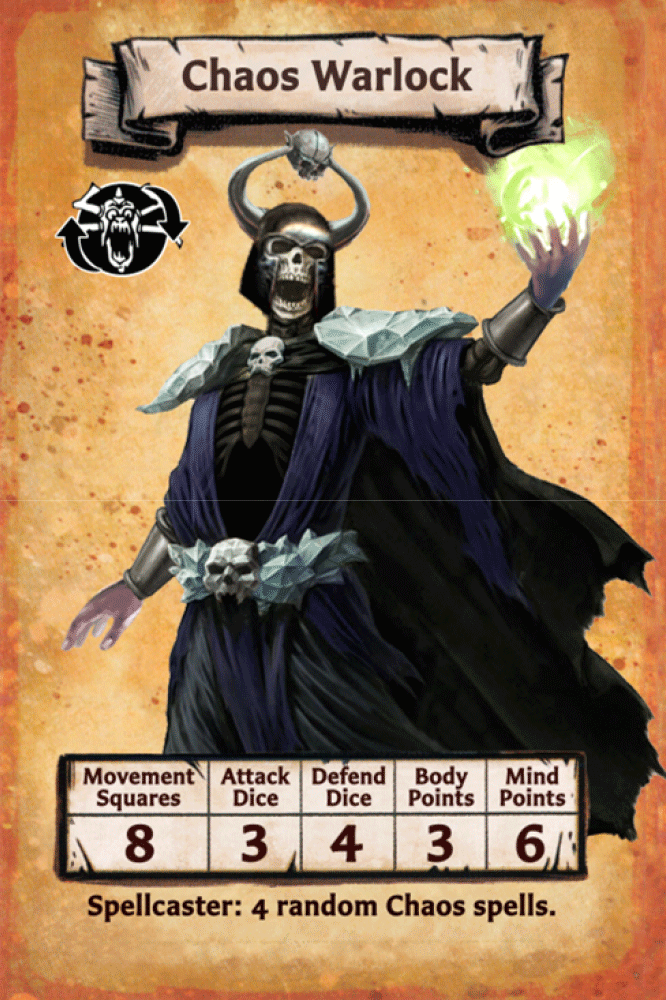 Chaos Warlock
Movement Attack Defend Body Mind
Squares Dice Dice Points Points
8 3 4 3 6
Spellcaster: 4 random Chaos spells.